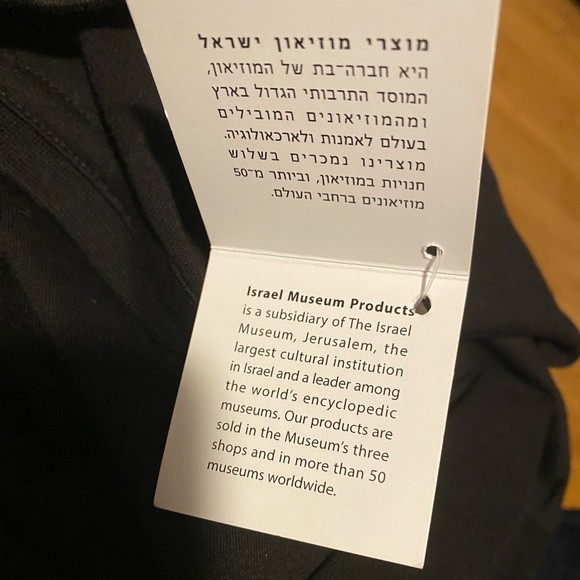 מוצרי מוזיאון ישראל
היא חברה-בת של המוזיאון,
המוסד התרבותי הגדול בארץ
ומהמוזיאונים המובילים
בעולם לאמנות ולארכאולוגיה.
מוצרינו נמכרים בשלוש
חנויות במוזיאון, וביותר מ-50
מוזיאונים ברחבי העולם.
Israel Museum Products
is a subsidiary of The Israel
Museum, Jerusalem, the
largest cultural institution
in Israel and a leader among
the world's encyclopedic
museums. Our products are
sold in the Museum's three
shops and in more than 50
museums worldwide.